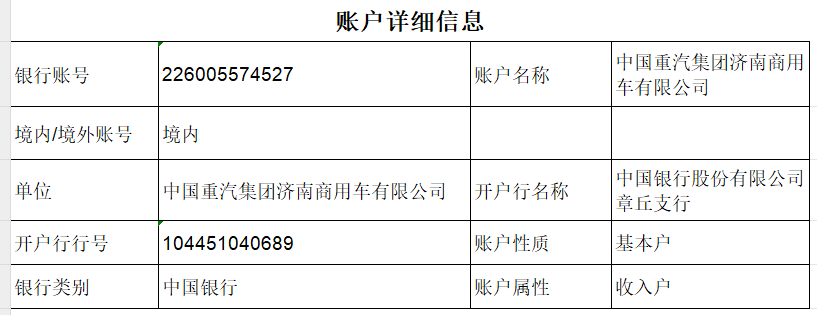 账户详细信息
银行账号 226005574527 账户名称 中国重汽集团济南商用
车有限公司
境内/境外账号 境内
单位 中国重汽集团济南商用车有限公司 开户行名称 中国银行股份有限公司
章丘支行
开户行行号 104451040689 账户性质 基本户
银行类别 中国银行 账户属性 收入户